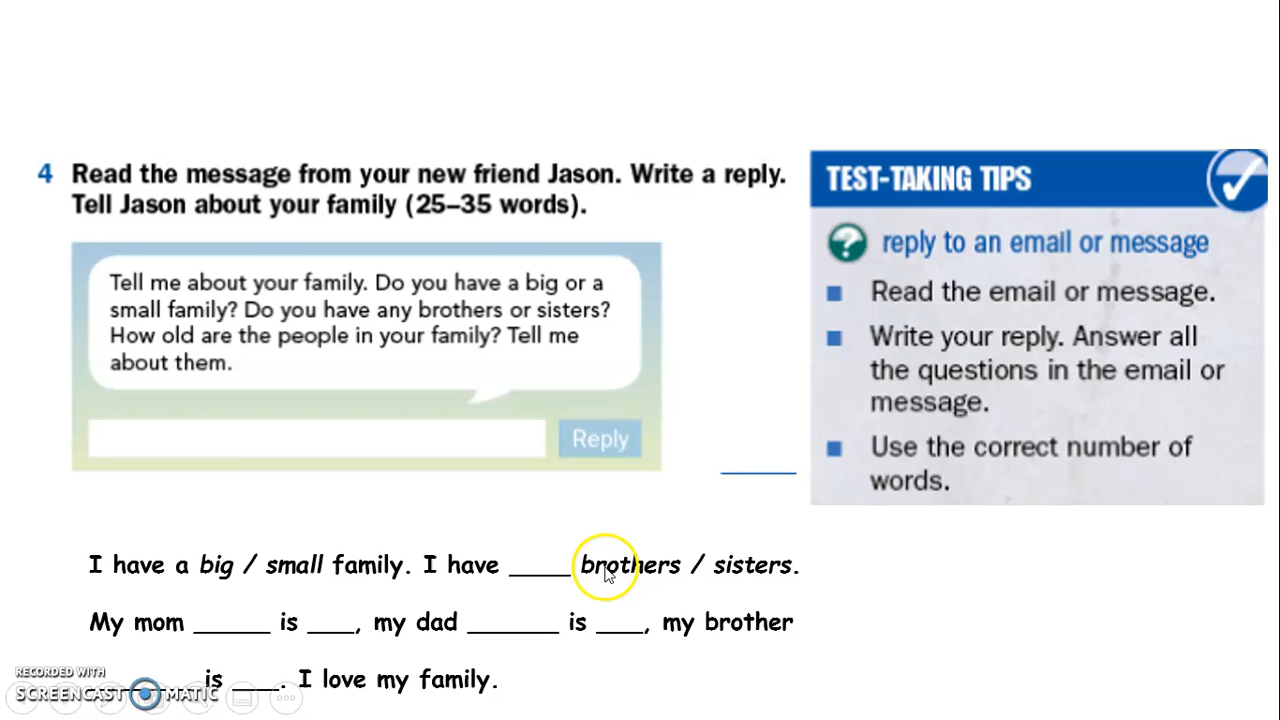 4 Read the message from your new friend Jason. Write a reply.
Tell Jason about your family (25–35 words).
Tell me about your family. Do you have a big or a
small family? Do you have any brothers or sisters?
How old are the people in your family? Tell me
about them.
Reply
TEST-TAKING TIPS
reply to an email or message
Read the email or message.
Write your reply. Answer all
the questions in the email or
message.
Use the correct number of
words.
I have a big / small family. I have ____ brothers / sisters.
My mom _____ is ___, my dad ______ is ___, my brother
is ___. I love my family.
RECORDED WITH
SCREENCAST MATIC